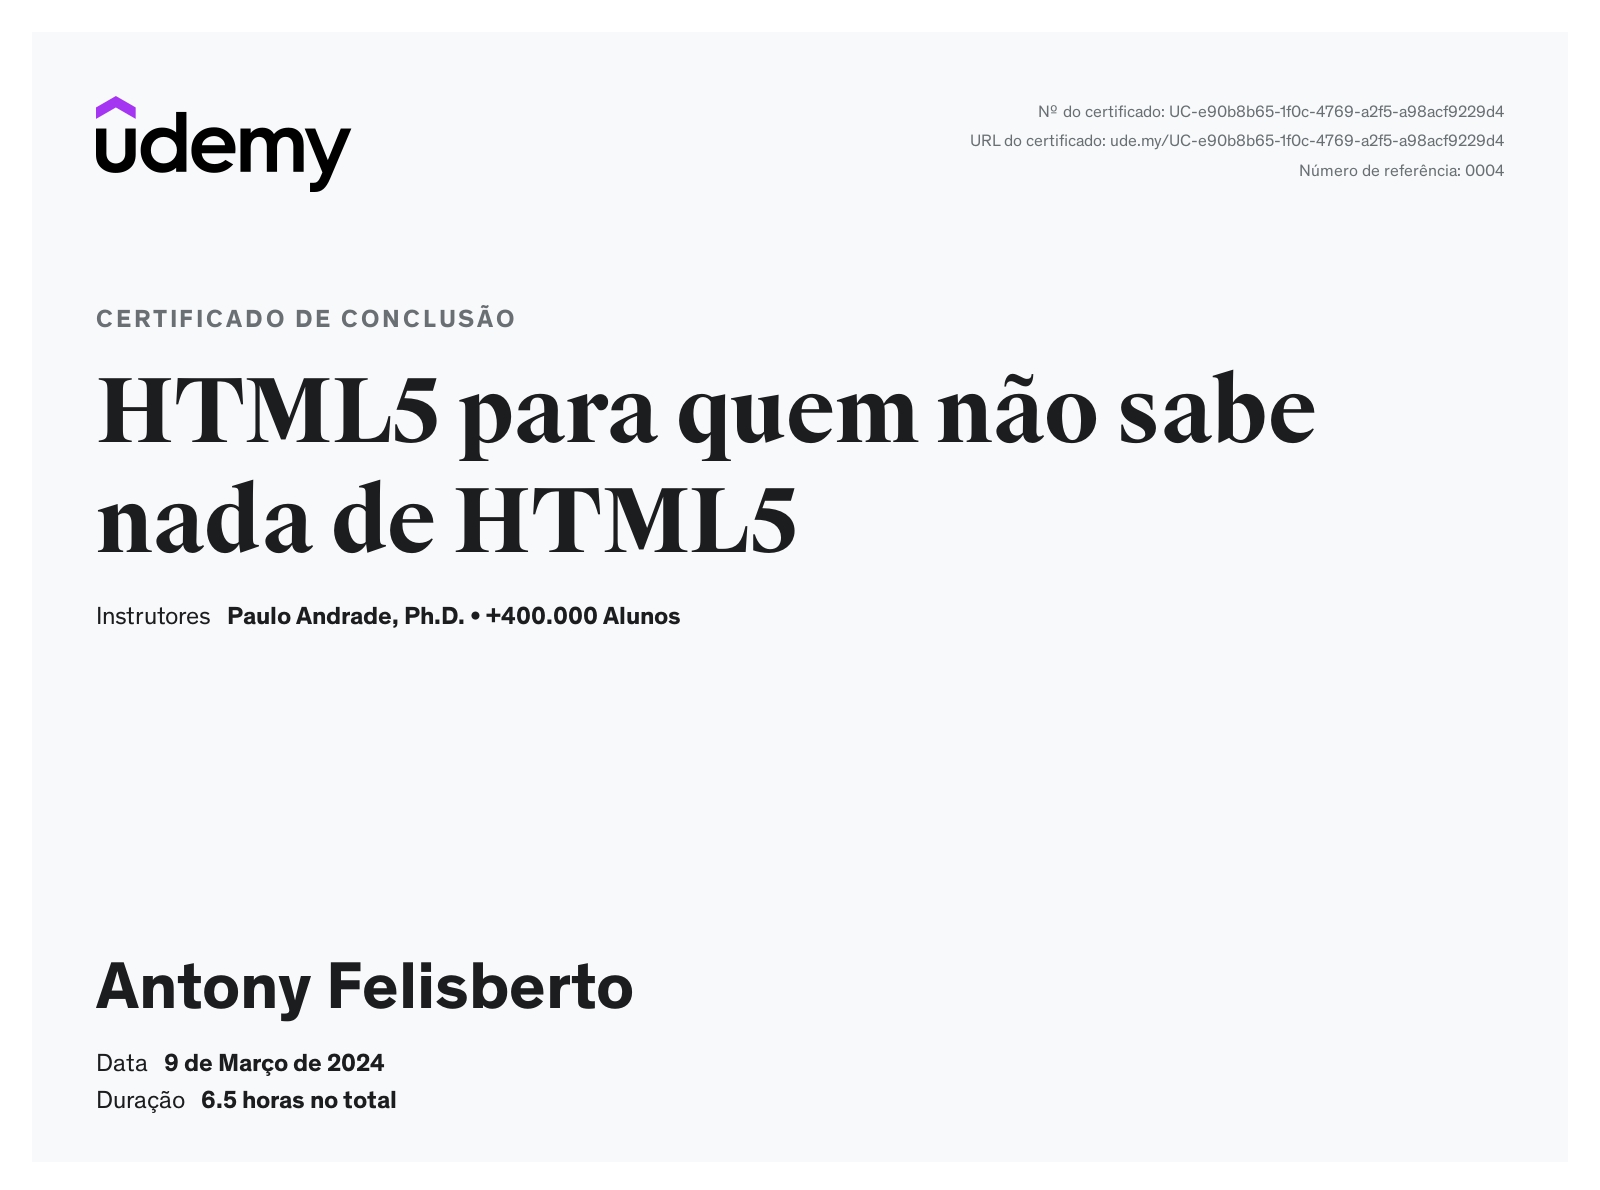 udemy
Nº do certificado: UC-e90b8b65-1f0c-4769-a2f5-a98acf9229d4
URL do certificado: ude.my/UC-e90b8b65-1f0c-4769-a2f5-a98acf9229d4
Número de referência: 0004
CERTIFICADO DE CONCLUSÃO
HTML5 para quem não sabe
nada de HTML5
Instrutores Paulo Andrade, Ph.D. • +400.000 Alunos
Antony Felisberto
Data 9 de Março de 2024
Duração 6.5 horas no total